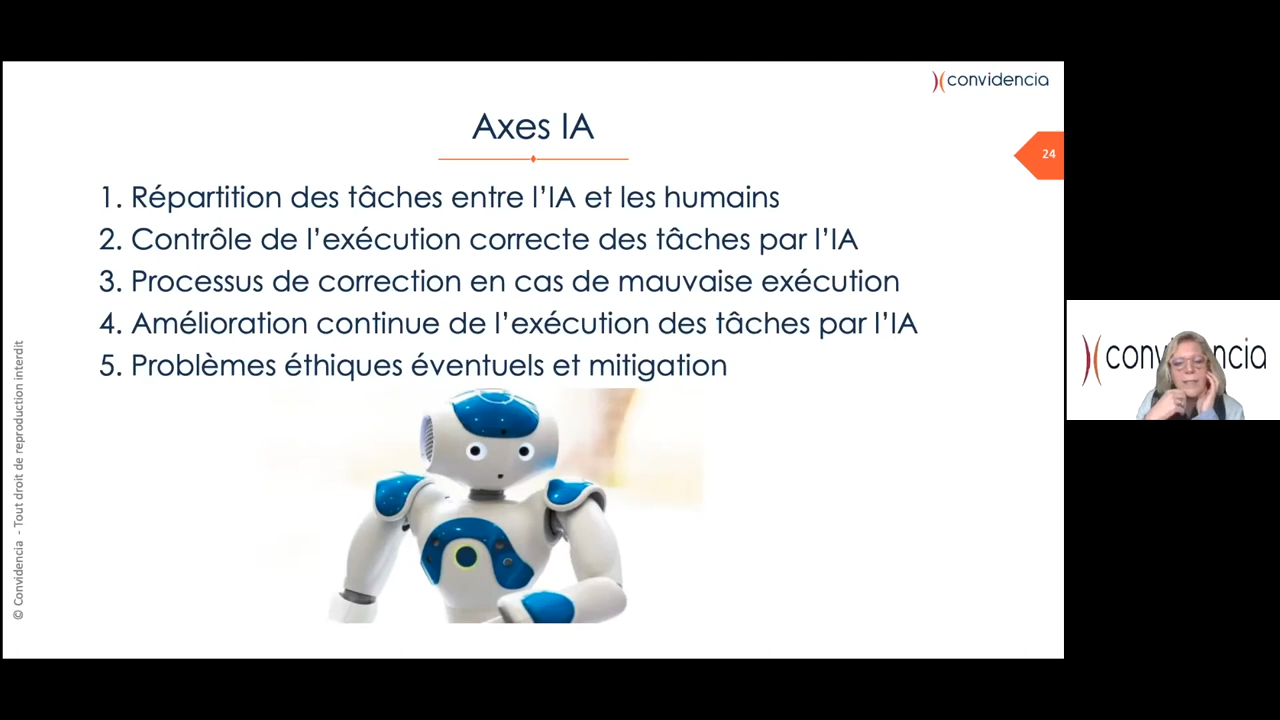 convidencia
Axes IA
24
1. Répartition des tâches entre l’IA et les humains
2. Contrôle de l’exécution correcte des tâches par l’IA
3. Processus de correction en cas de mauvaise exécution
4. Amélioration continue de l’exécution des tâches par l’IA
5. Problèmes éthiques éventuels et mitigation
© Convidencia - Tout droit de reproduction interdit
convidencia